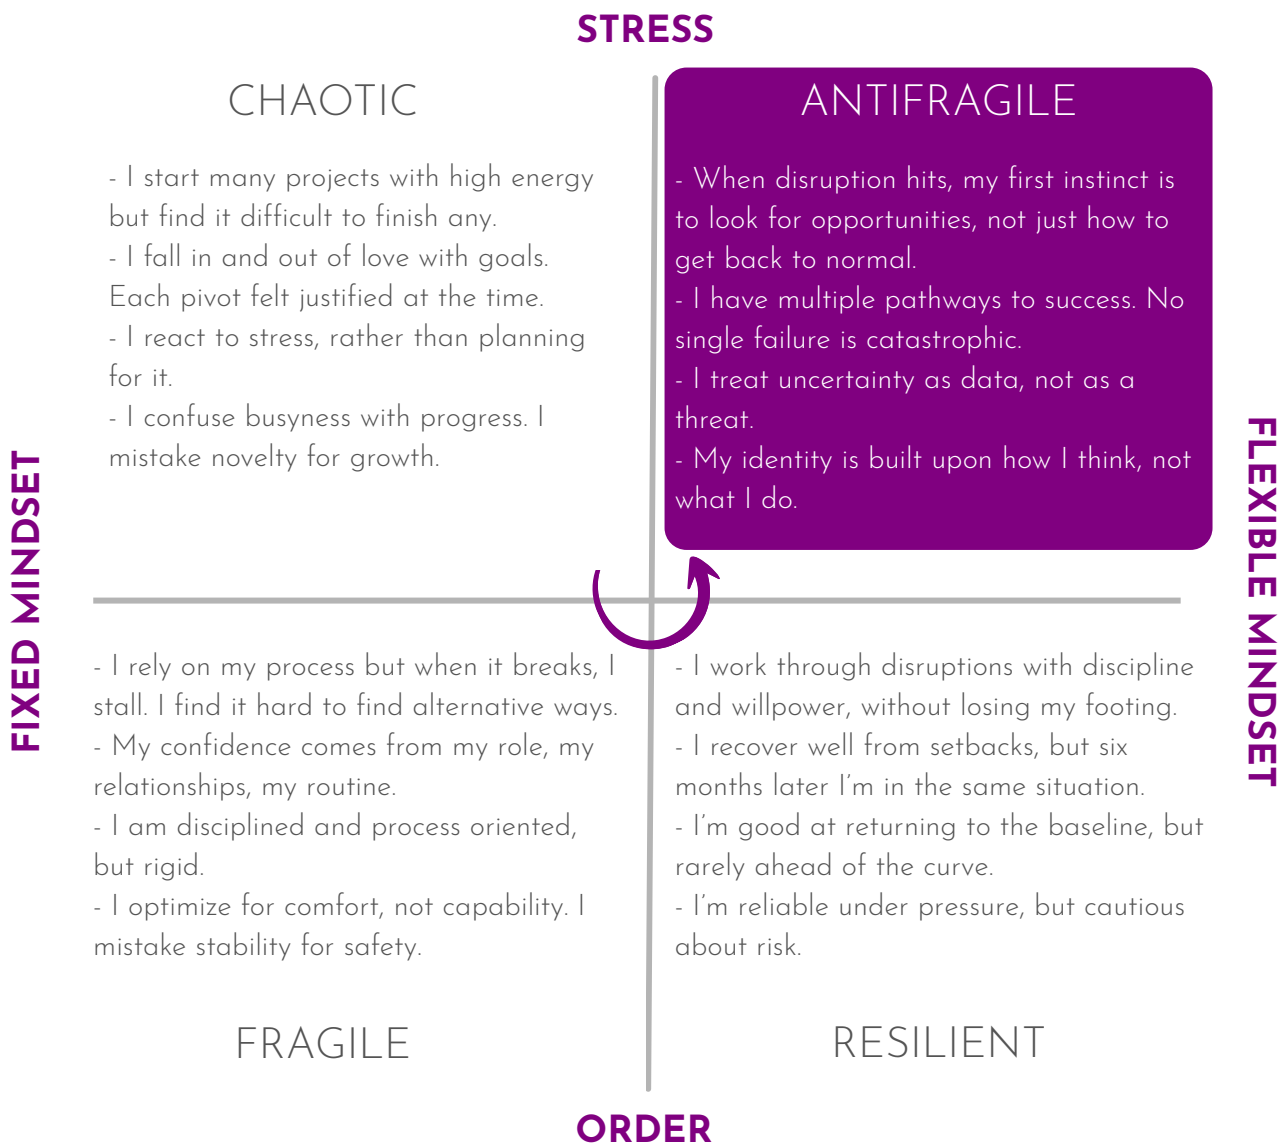 STRESS
CHAOTIC
- I start many projects with high energy
but find it difficult to finish any.
- I fall in and out of love with goals.
Each pivot felt justified at the time.
- I react to stress, rather than planning
for it.
- I confuse busyness with progress. I
mistake novelty for growth.
ANTIFRAGILE
- When disruption hits, my first instinct is
to look for opportunities, not just how to
get back to normal.
- I have multiple pathways to success. No
single failure is catastrophic.
- I treat uncertainty as data, not as a
threat.
- My identity is built upon how I think, not
what I do.
FIXED MINDSET
FLEXIBLE MINDSET
- I rely on my process but when it breaks, I
stall. I find it hard to find alternative ways.
- My confidence comes from my role, my
relationships, my routine.
- I am disciplined and process oriented,
but rigid.
- I optimize for comfort, not capability. I
mistake stability for safety.
FRAGILE
- I work through disruptions with discipline
and willpower, without losing my footing.
- I recover well from setbacks, but six
months later I'm in the same situation.
- I'm good at returning to the baseline, but
rarely ahead of the curve.
- I'm reliable under pressure, but cautious
about risk.
RESILIENT
ORDER